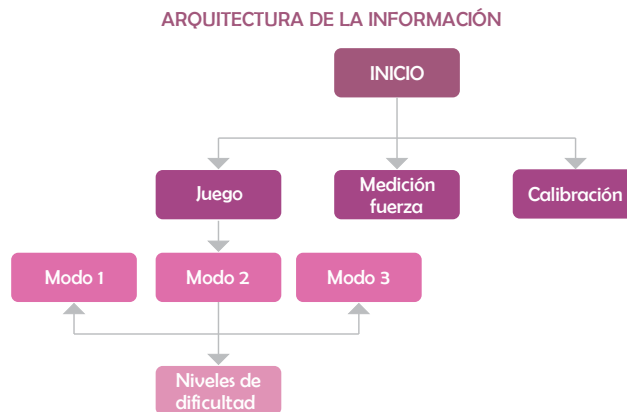 ARQUITECTURA DE LA INFORMACIÓN
INICIO
Juego
Medición
fuerza
Calibración
Modo 1
Modo 2
Modo 3
Niveles de
dificultad